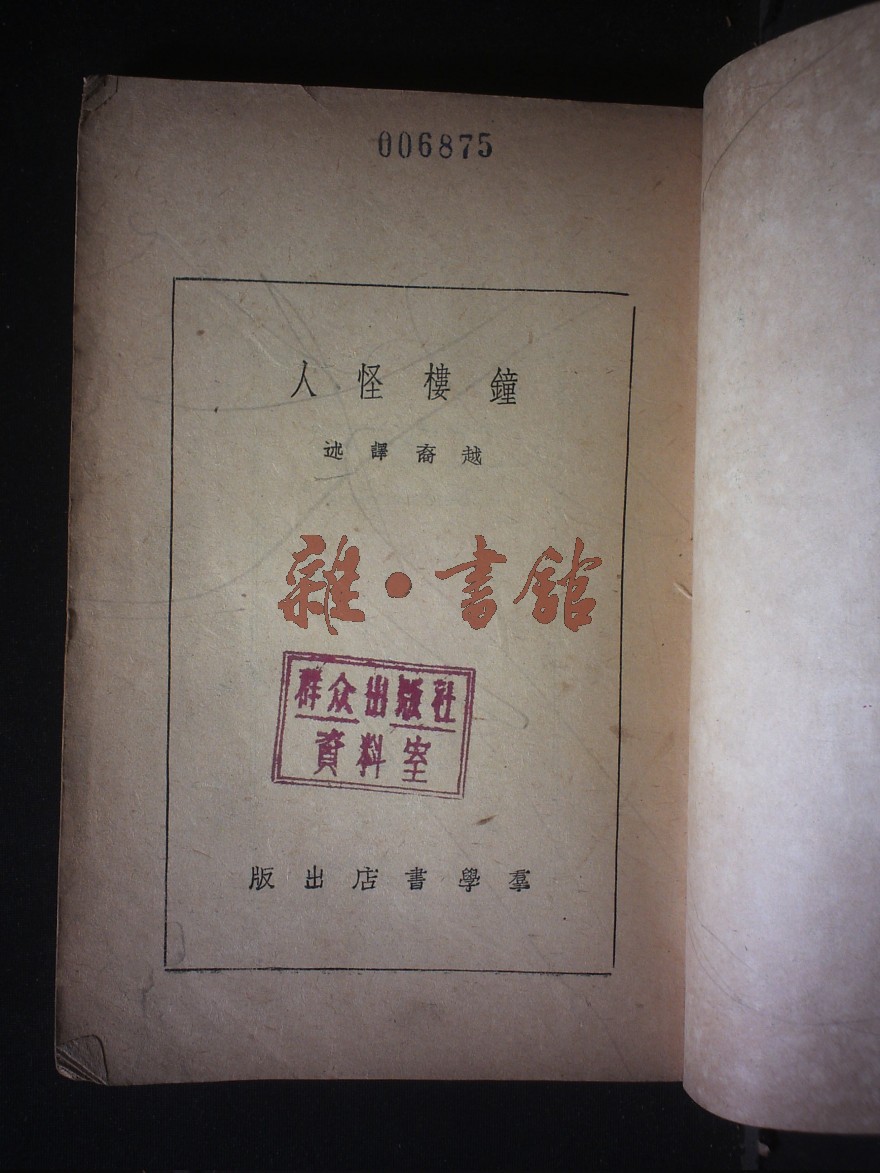 006875
鐘樓怪人
越裔譯述
雜·書館
群众出版社
資料室
羣學書店出版